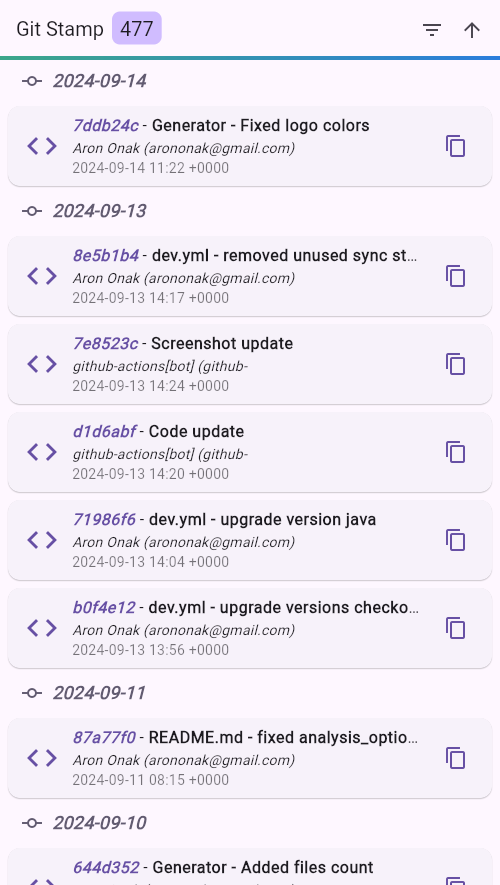 Git Stamp 477
2024-09-14
7ddb24c - Generator - Fixed logo colors
Aron Onak (arononak@gmail.com)
2024-09-14 11:22 +0000
2024-09-13
8e5b1b4 - dev.yml - removed unused sync st...
Aron Onak (arononak@gmail.com)
2024-09-13 14:17 +0000
7e8523c - Screenshot update
github-actions[bot] (github-
2024-09-13 14:24 +0000
d1d6abf - Code update
github-actions[bot] (github-
2024-09-13 14:20 +0000
71986f6 - dev.yml - upgrade version java
Aron Onak (arononak@gmail.com)
2024-09-13 14:04 +0000
b0f4e12 - dev.yml - upgrade versions checko...
Aron Onak (arononak@gmail.com)
2024-09-13 13:56 +0000
2024-09-11
87a77f0 - README.md - fixed analysis_optio...
Aron Onak (arononak@gmail.com)
2024-09-11 08:15 +0000
2024-09-10
644d352 - Generator - Added files count